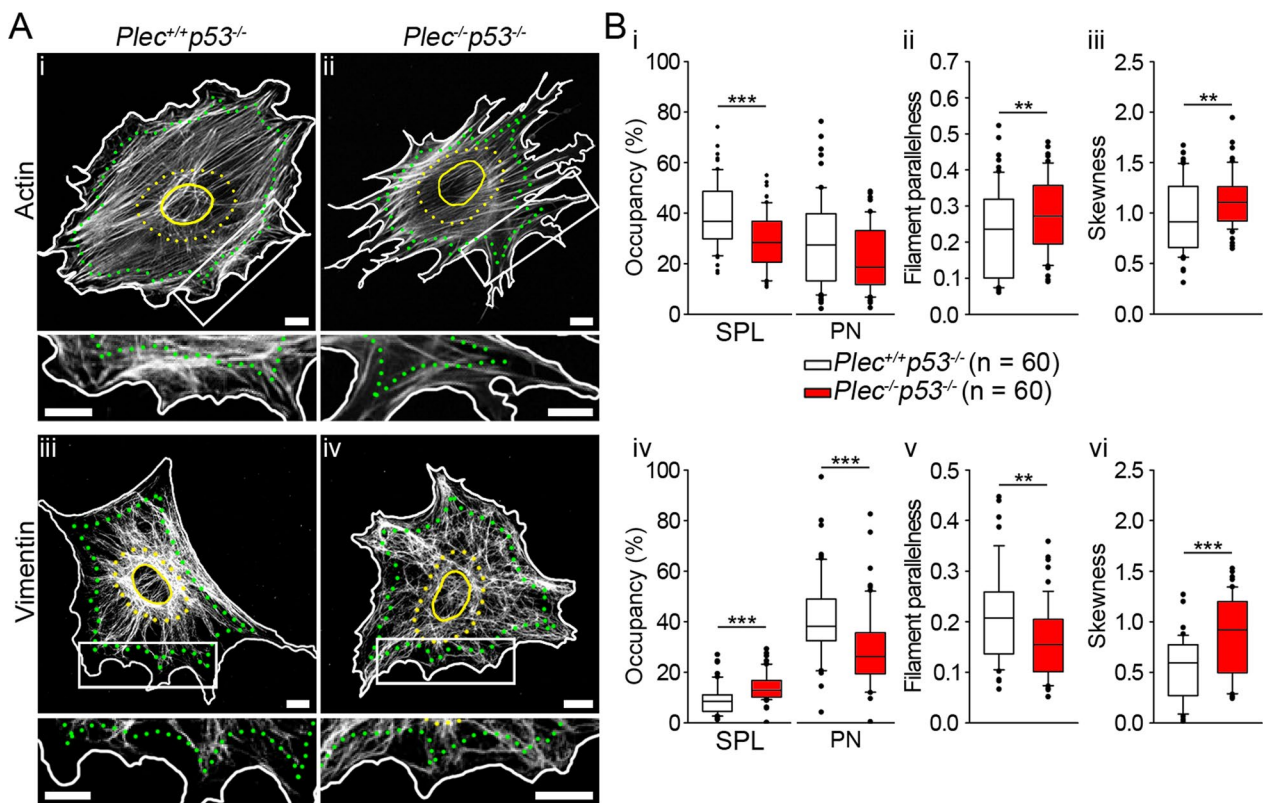 A
Plec+/+p53-/-
Plec-/-p53-/-
Actin
i
ii
Vimentin
iii
iv
B
i
Occupancy (%)
100
80
60
40
20
0
***
SPL
PN
ii
Filament parallelness
0.7
0.6
0.5
0.4
0.3
0.2
0.1
0.0
**
iii
Skewness
2.5
2.0
1.5
1.0
0.5
0.0
**
Plec+/+p53-/- (n = 60)
Plec-/-p53-/- (n = 60)
iv
Occupancy (%)
100
80
60
40
20
0
***
***
SPL
PN
v
Filament parallelness
0.5
0.4
0.3
0.2
0.1
0.0
**
vi
Skewness
2.5
2.0
1.5
1.0
0.5
0.0
***